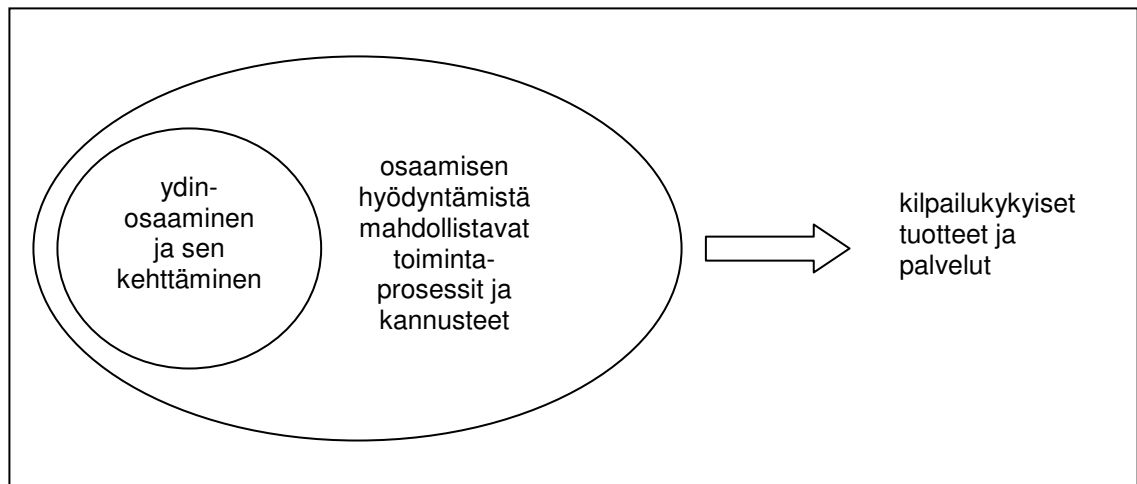 ydin-
osaaminen
ja sen
kehttäminen
osaamisen
hyödyntämistä
mahdollistavat
toiminta-
prosessit ja
kannusteet
kilpailukykyiset
tuotteet ja
palvelut